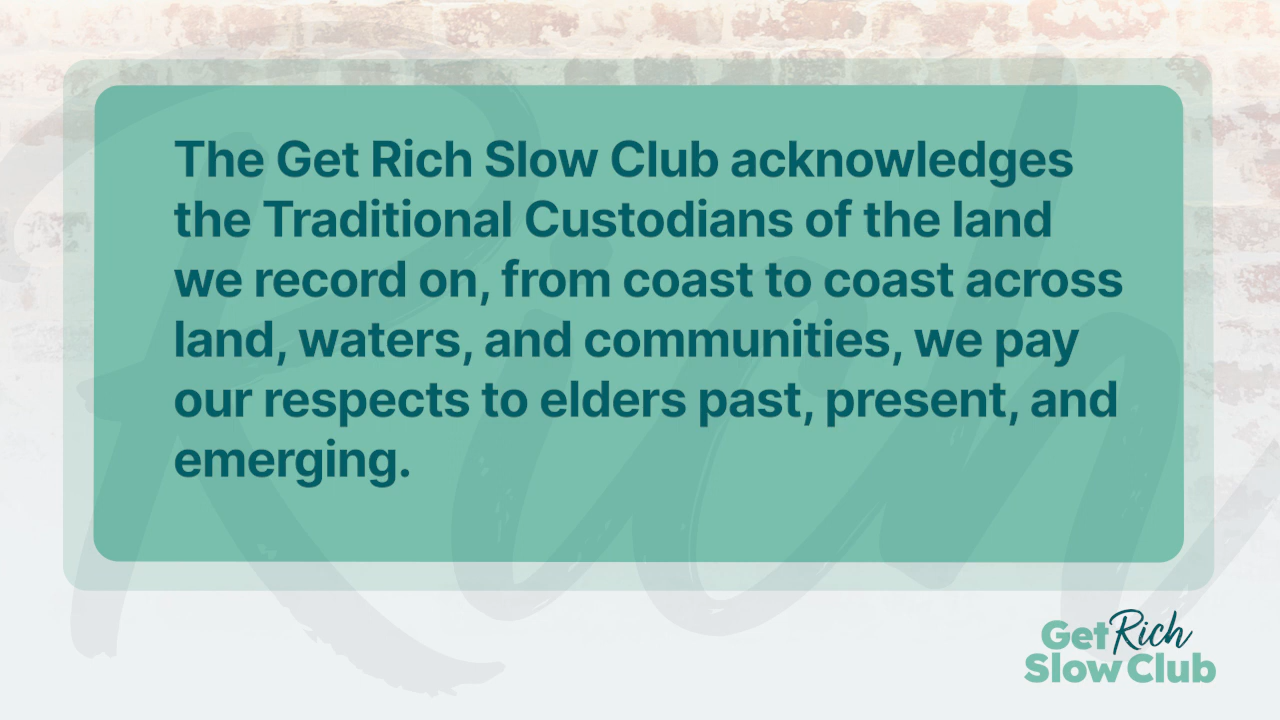 The Get Rich Slow Club acknowledges
the Traditional Custodians of the land
we record on, from coast to coast across
land, waters, and communities, we pay
our respects to elders past, present, and
emerging.
Rich
Get Rich
Slow Club